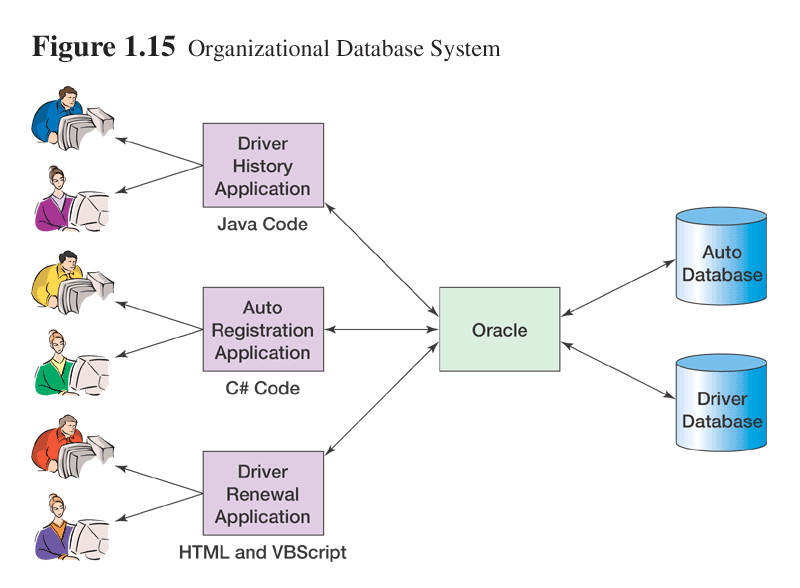 Figure 1.15 Organizational Database System
Driver
History
Application
Java Code
Auto
Registration
Application
C# Code
Driver
Renewal
Application
HTML and VBScript
Oracle
Auto
Database
Driver
Database